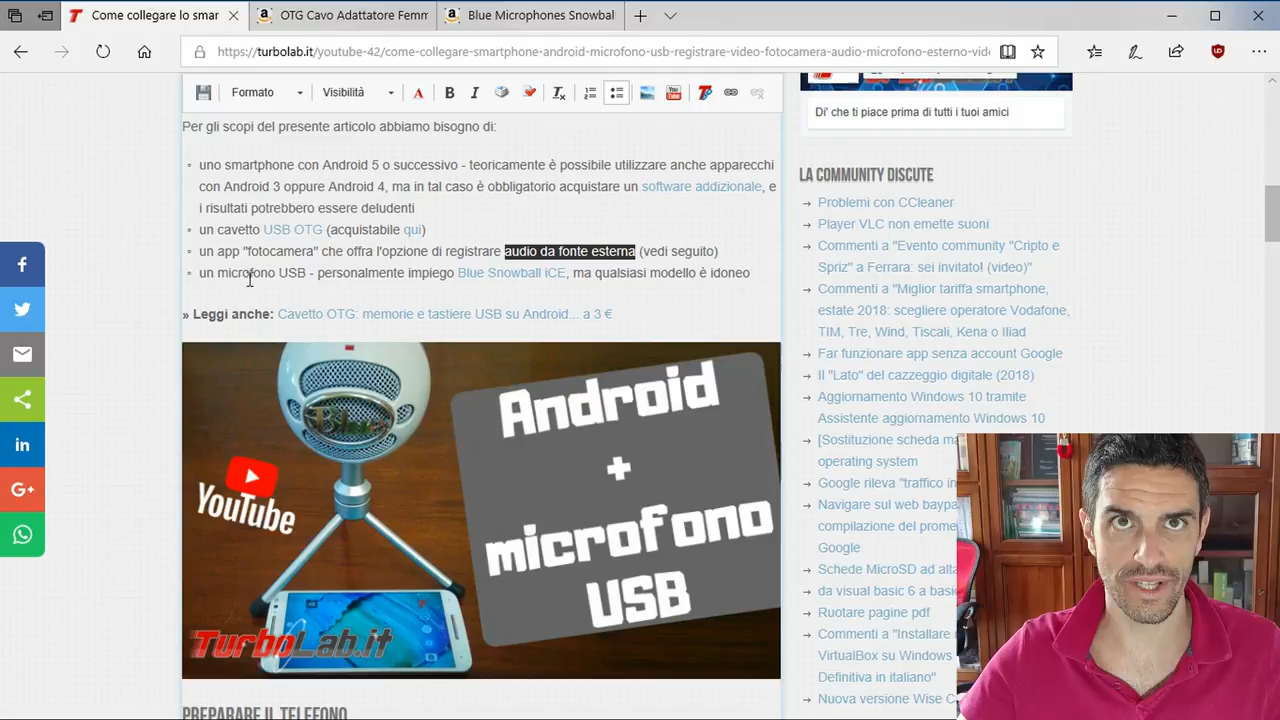 Come collegare lo smar
OTG Cavo Adattatore Femm
Blue Microphones Snowbal
https://turbolab.it/youtube-42/come-collegare-smartphone-android-microfono-usb-registrare-video-fotocamera-audio-microfono-esterno-vide
Formato
Visibilità
Per gli scopi del presente articolo abbiamo bisogno di:
uno smartphone con Android 5 o successivo - teoricamente è possibile utilizzare anche apparecchi
con Android 3 oppure Android 4, ma in tal caso è obbligatorio acquistare un software addizionale, e
i risultati potrebbero essere deludenti
un cavetto USB OTG (acquistabile qui)
un app "fotocamera" che offra l'opzione di registrare audio da fonte esterna (vedi seguito)
un microfono USB - personalmente impiego Blue Snowball iCE, ma qualsiasi modello è idoneo
» Leggi anche: Cavetto OTG: memorie e tastiere USB su Android... a 3 €
Blue
YouTube
Android
+
microfono
USB
TurboLab.it
PREPARARE IL TELEFONO
Di' che ti piace prima di tutti i tuoi amici
LA COMMUNITY DISCUTE
→ Problemi con CCleaner
→ Player VLC non emette suoni
→ Commenti a "Evento community "Cripto e
Spriz" a Ferrara: sei invitato! (video)"
→ Commenti a "Miglior tariffa smartphone,
estate 2018: scegliere operatore Vodafone,
TIM, Tre, Wind, Tiscali, Kena o Iliad
→ Far funzionare app senza account Google
→ Il "Lato" del cazzeggio digitale (2018)
→ Aggiornamento Windows 10 tramite
Assistente aggiornamento Windows 10
→ [Sostituzione scheda ma
operating system
→ Google rileva "traffico in
→ Navigare sul web baypa
compilazione del prome
Google
→ Schede MicroSD ad alta
→ da visual basic 6 a basic
→ Ruotare pagine pdf
→ Commenti a "Installare
VirtualBox su Windows
Definitiva in italiano"
→ Nuova versione Wise C